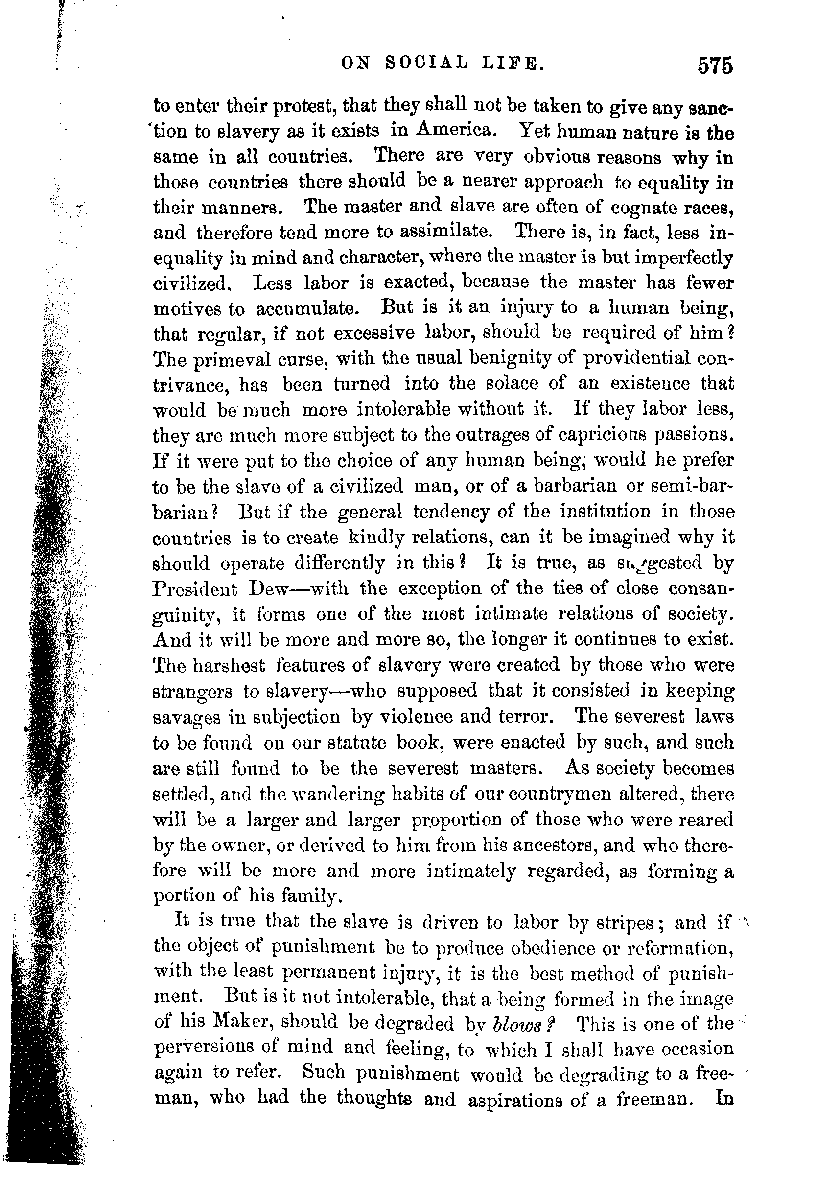 ON SOCIAL LIFE. 575
to enter their protest, that they shall not be taken to give any sanc-
tion to slavery as it exists in America. Yet human nature is the
same in all countries. There are very obvious reasons why in
those countries there should be a nearer approach to equality in
their manners. The master and slave are often of cognate races,
and therefore tend more to assimilate. There is, in fact, less in-
equality in mind and character, where the master is but imperfectly
civilized. Less labor is exacted, because the master has fewer
motives to accumulate. But is it an injury to a human being,
that regular, if not excessive labor, should be required of him?
The primeval curse, with the usual benignity of providential con-
trivance, has been turned into the solace of an existence that
would be much more intolerable without it. If they labor less,
they are much more subject to the outrages of capricious passions.
If it were put to the choice of any human being, would he prefer
to be the slave of a civilized man, or of a barbarian or semi-bar-
barian? But if the general tendency of the institution in those
countries is to create kindly relations, can it be imagined why it
should operate differently in this? It is true, as suggested by
President Dew—with the exception of the ties of close consan-
guinity, it forms one of the most intimate relations of society.
And it will be more and more so, the longer it continues to exist.
The harshest features of slavery were created by those who were
strangers to slavery—who supposed that it consisted in keeping
savages in subjection by violence and terror. The severest laws
to be found on our statute book, were enacted by such, and such
are still found to be the severest masters. As society becomes
settled, and the wandering habits of our countrymen altered, there
will be a larger and larger proportion of those who were reared
by the owner, or derived to him from his ancestors, and who there-
fore will be more and more intimately regarded, as forming a
portion of his family.
It is true that the slave is driven to labor by stripes; and if
the object of punishment be to produce obedience or reformation,
with the least permanent injury, it is the best method of punish-
ment. But is it not intolerable, that a being formed in the image
of his Maker, should be degraded by blows? This is one of the
perversions of mind and feeling, to which I shall have occasion
again to refer. Such punishment would be degrading to a free-
man, who had the thoughts and aspirations of a freeman. In